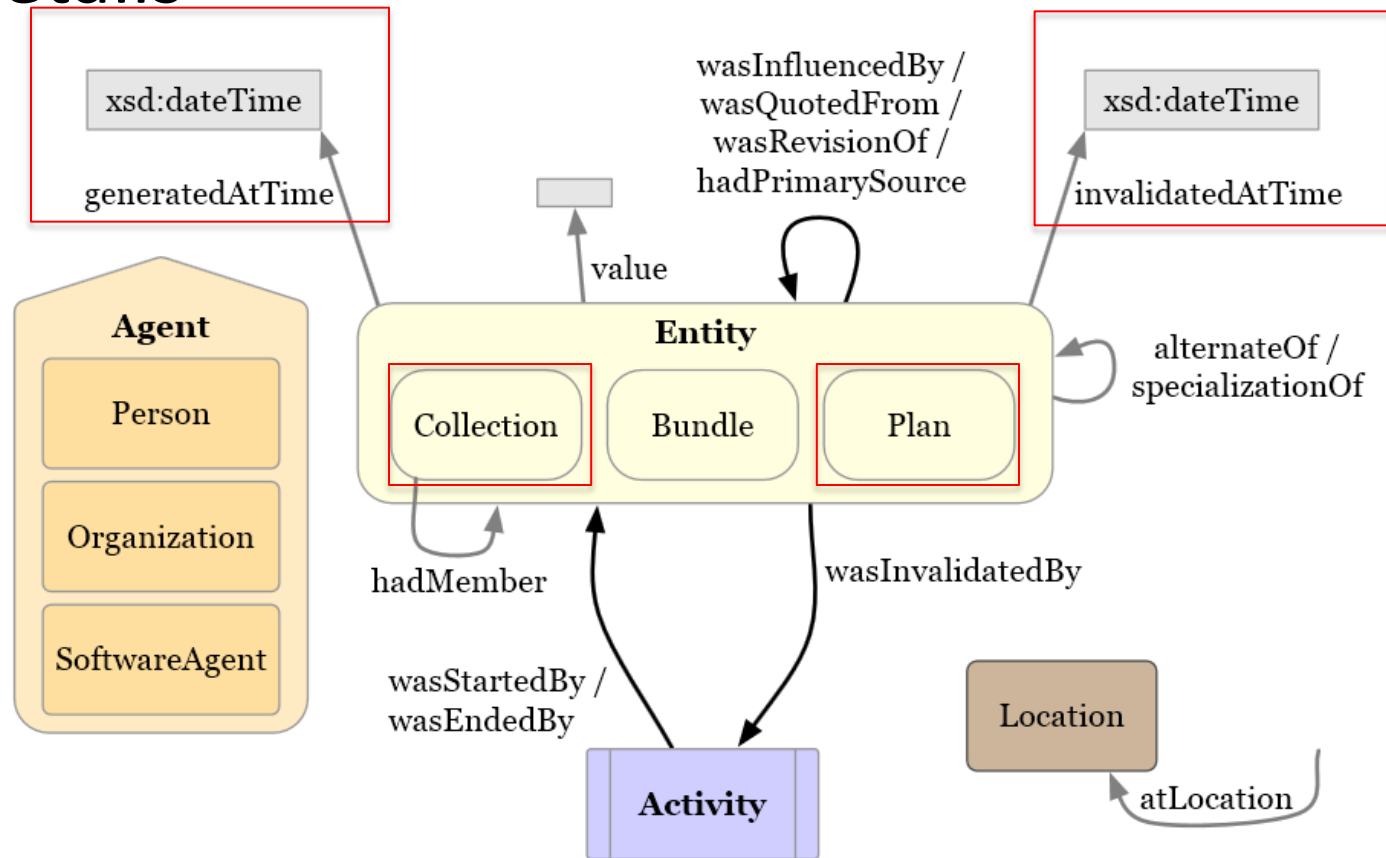 xsd:dateTime
generatedAtTime
wasInfluencedBy /
wasQuotedFrom /
wasRevisionOf /
hadPrimarySource
xsd:dateTime
invalidatedAtTime
value
Agent
Person
Organization
SoftwareAgent
Entity
Collection
Bundle
Plan
alternateOf /
specializationOf
hadMember
wasInvalidatedBy
wasStartedBy /
wasEndedBy
Activity
Location
atLocation